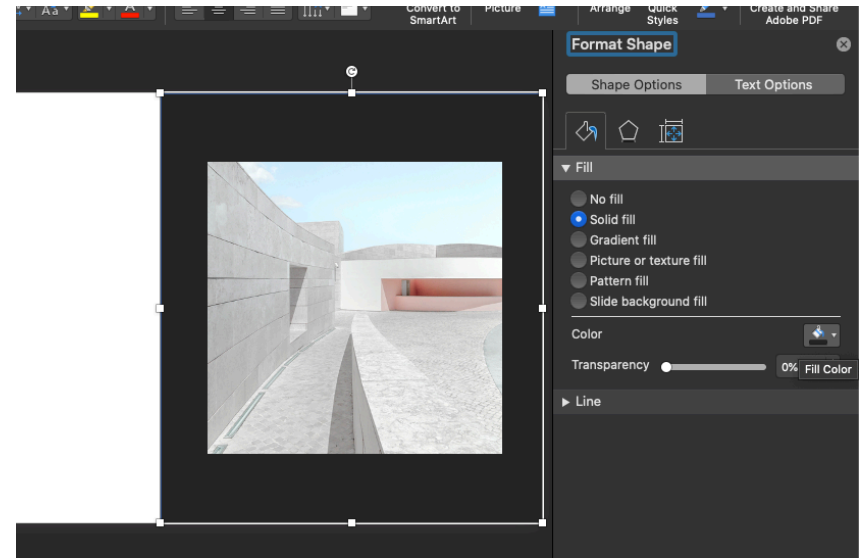 Aa
A
Convert to
SmartArt
Picture
Arrange
Quick
Styles
Create and Share
Adobe PDF
Format Shape
Shape Options
Text Options
Fill
No fill
Solid fill
Gradient fill
Picture or texture fill
Pattern fill
Slide background fill
Color
Transparency
0%
Fill Color
Line